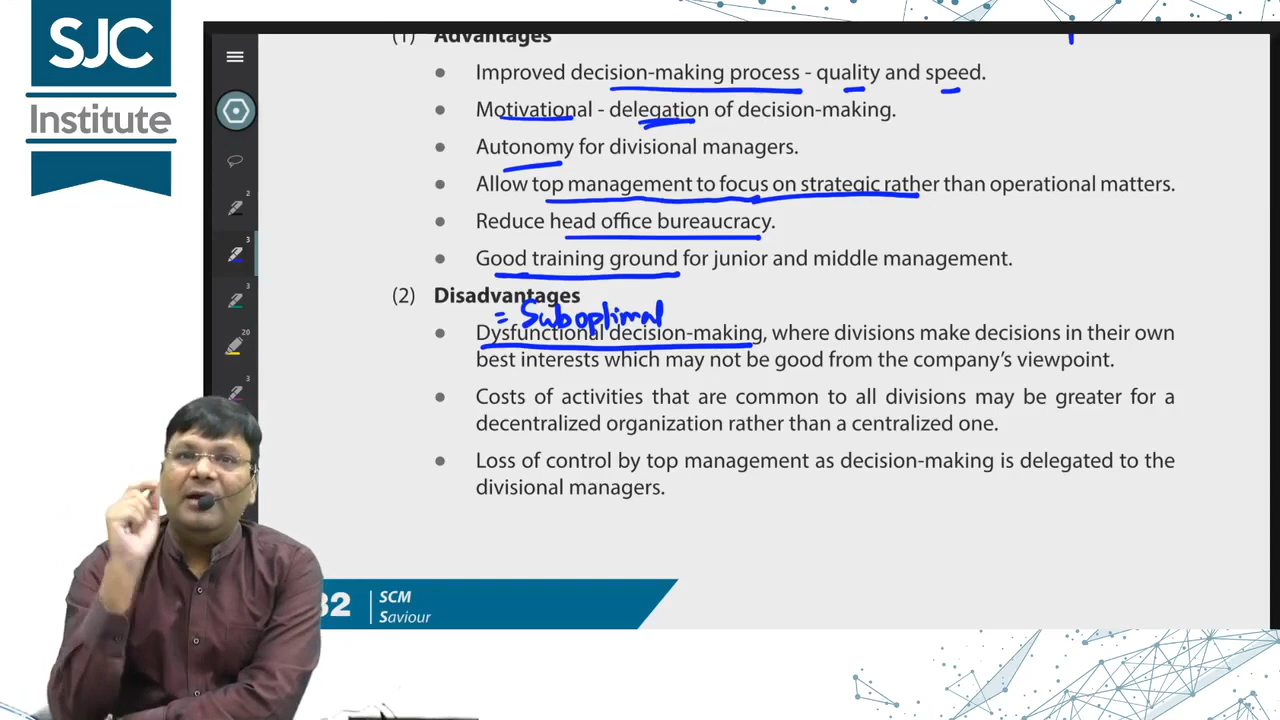 SJC
Institute
(1) Advantages
• Improved decision-making process - quality and speed.
• Motivational - delegation of decision-making.
• Autonomy for divisional managers.
• Allow top management to focus on strategic rather than operational matters.
• Reduce head office bureaucracy.
• Good training ground for junior and middle management.
(2) Disadvantages
= Suboptimal
• Dysfunctional decision-making, where divisions make decisions in their own
best interests which may not be good from the company's viewpoint.
• Costs of activities that are common to all divisions may be greater for a
decentralized organization rather than a centralized one.
• Loss of control by top management as decision-making is delegated to the
divisional managers.
2
3
3
20
3
SCM
Saviour